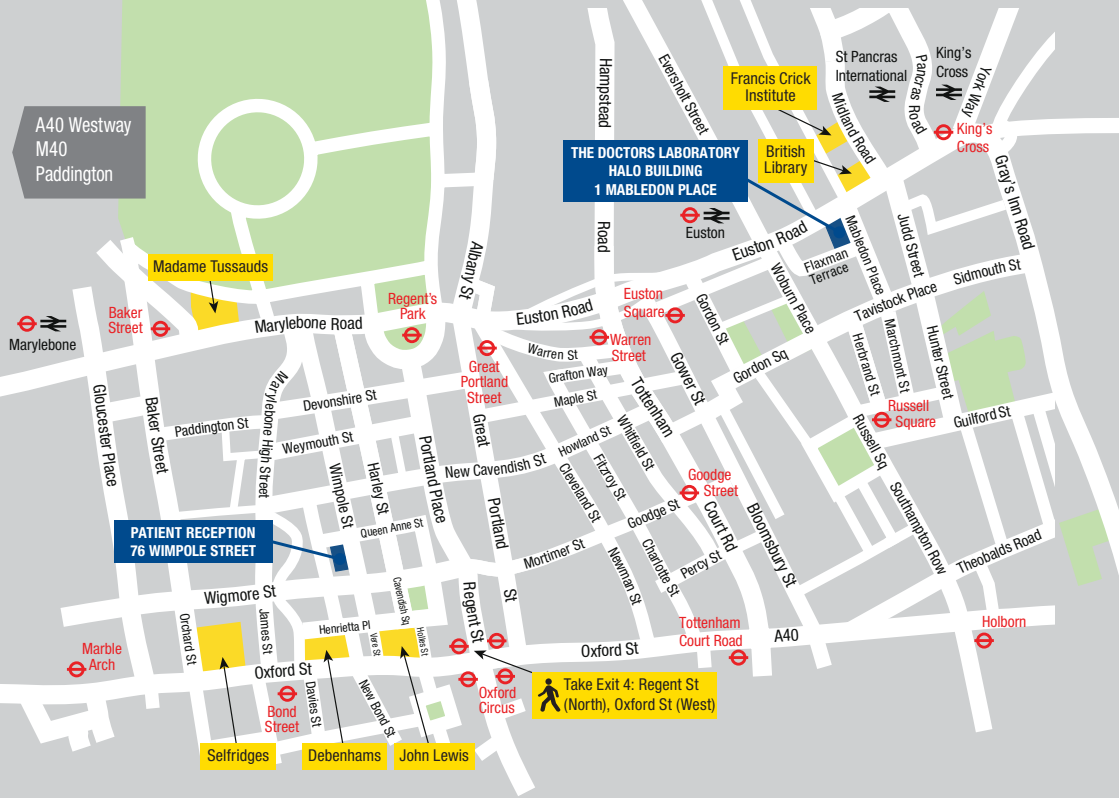 A40 Westway
M40
Paddington
Hampstead
Road
Eversholt Street
Francis Crick
Institute
Midland Road
St Pancras
International
Pancras Road
King's
Cross
York Way
King's
Cross
THE DOCTORS LABORATORY
HALO BUILDING
1 MABLEDON PLACE
British
Library
Gray's Inn Road
Euston
Euston Road
Mabledon Place
Judd Street
Flaxman
Terrace
Sidmouth St
Albany St
Madame Tussauds
Woburn Place
Tavistock Place
Marylebone
Baker
Street
Marylebone Road
Regent's
Park
Euston Road
Euston
Square
Gordon St
Warren
Street
Warren St
Great
Portland
Street
Grafton Way
Maple St
Gower St
Gordon Sq
Herbrand St
Marchmont St
Hunter Street
Gloucester Place
Baker Street
Marylebone High Street
Devonshire St
Paddington St
Weymouth St
Tottenham
Court Rd
Russell
Square
Guilford St
Russell Sq
Great
Portland
St
Portland Place
New Cavendish St
Howland St
Whitfield St
Fitzroy St
Cleveland St
Wimpole St
Harley St
Queen Anne St
Goodge
Street
Goodge St
Bloomsbury St
Southampton Row
Theobalds Road
PATIENT RECEPTION
76 WIMPOLE STREET
Mortimer St
Newman St
Charlotte St
Percy St
Wigmore St
Cavendish Sq
Regent St
Orchard St
James St
Henrietta Pl
Vere St
Holles St
Marble
Arch
Oxford St
Oxford St
Tottenham
Court Road
A40
Holborn
Bond
Street
Davies St
New Bond St
Oxford
Circus
Take Exit 4: Regent St
(North), Oxford St (West)
Selfridges
Debenhams
John Lewis